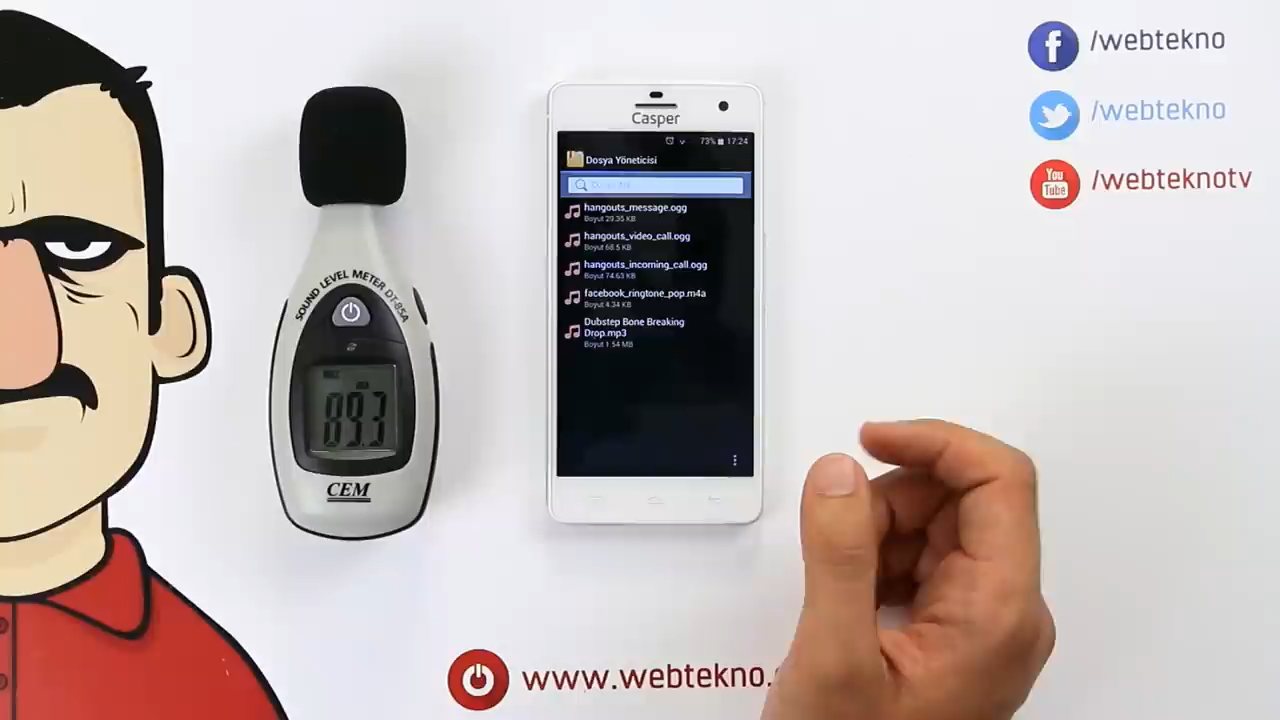 /webtekno
/webtekno
You
Tube
/webteknotv
Casper
73% 17:24
Dosya Yöneticisi
hangouts_message.ogg
Boyut 29.35 KB
hangouts_video_call.ogg
Boyut 68.5 KB
hangouts_incoming_call.ogg
Boyut 74.63 KB
facebook_ringtone_pop.m4a
Boyut 4.34 KB
Dubstep Bone Breaking
Drop.mp3
Boyut 1.54 MB
SOUND LEVEL METER DT-85A
89.3
CEM
www.webtekno.